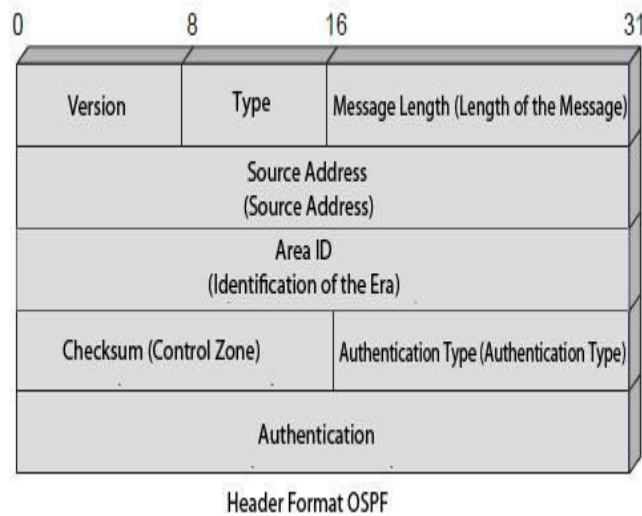 0 8 16 31
Version Type Message Length (Length of the Message)
Source Address
(Source Address)
Area ID
(Identification of the Era)
Checksum (Control Zone) Authentication Type (Authentication Type)
Authentication
Header Format OSPF